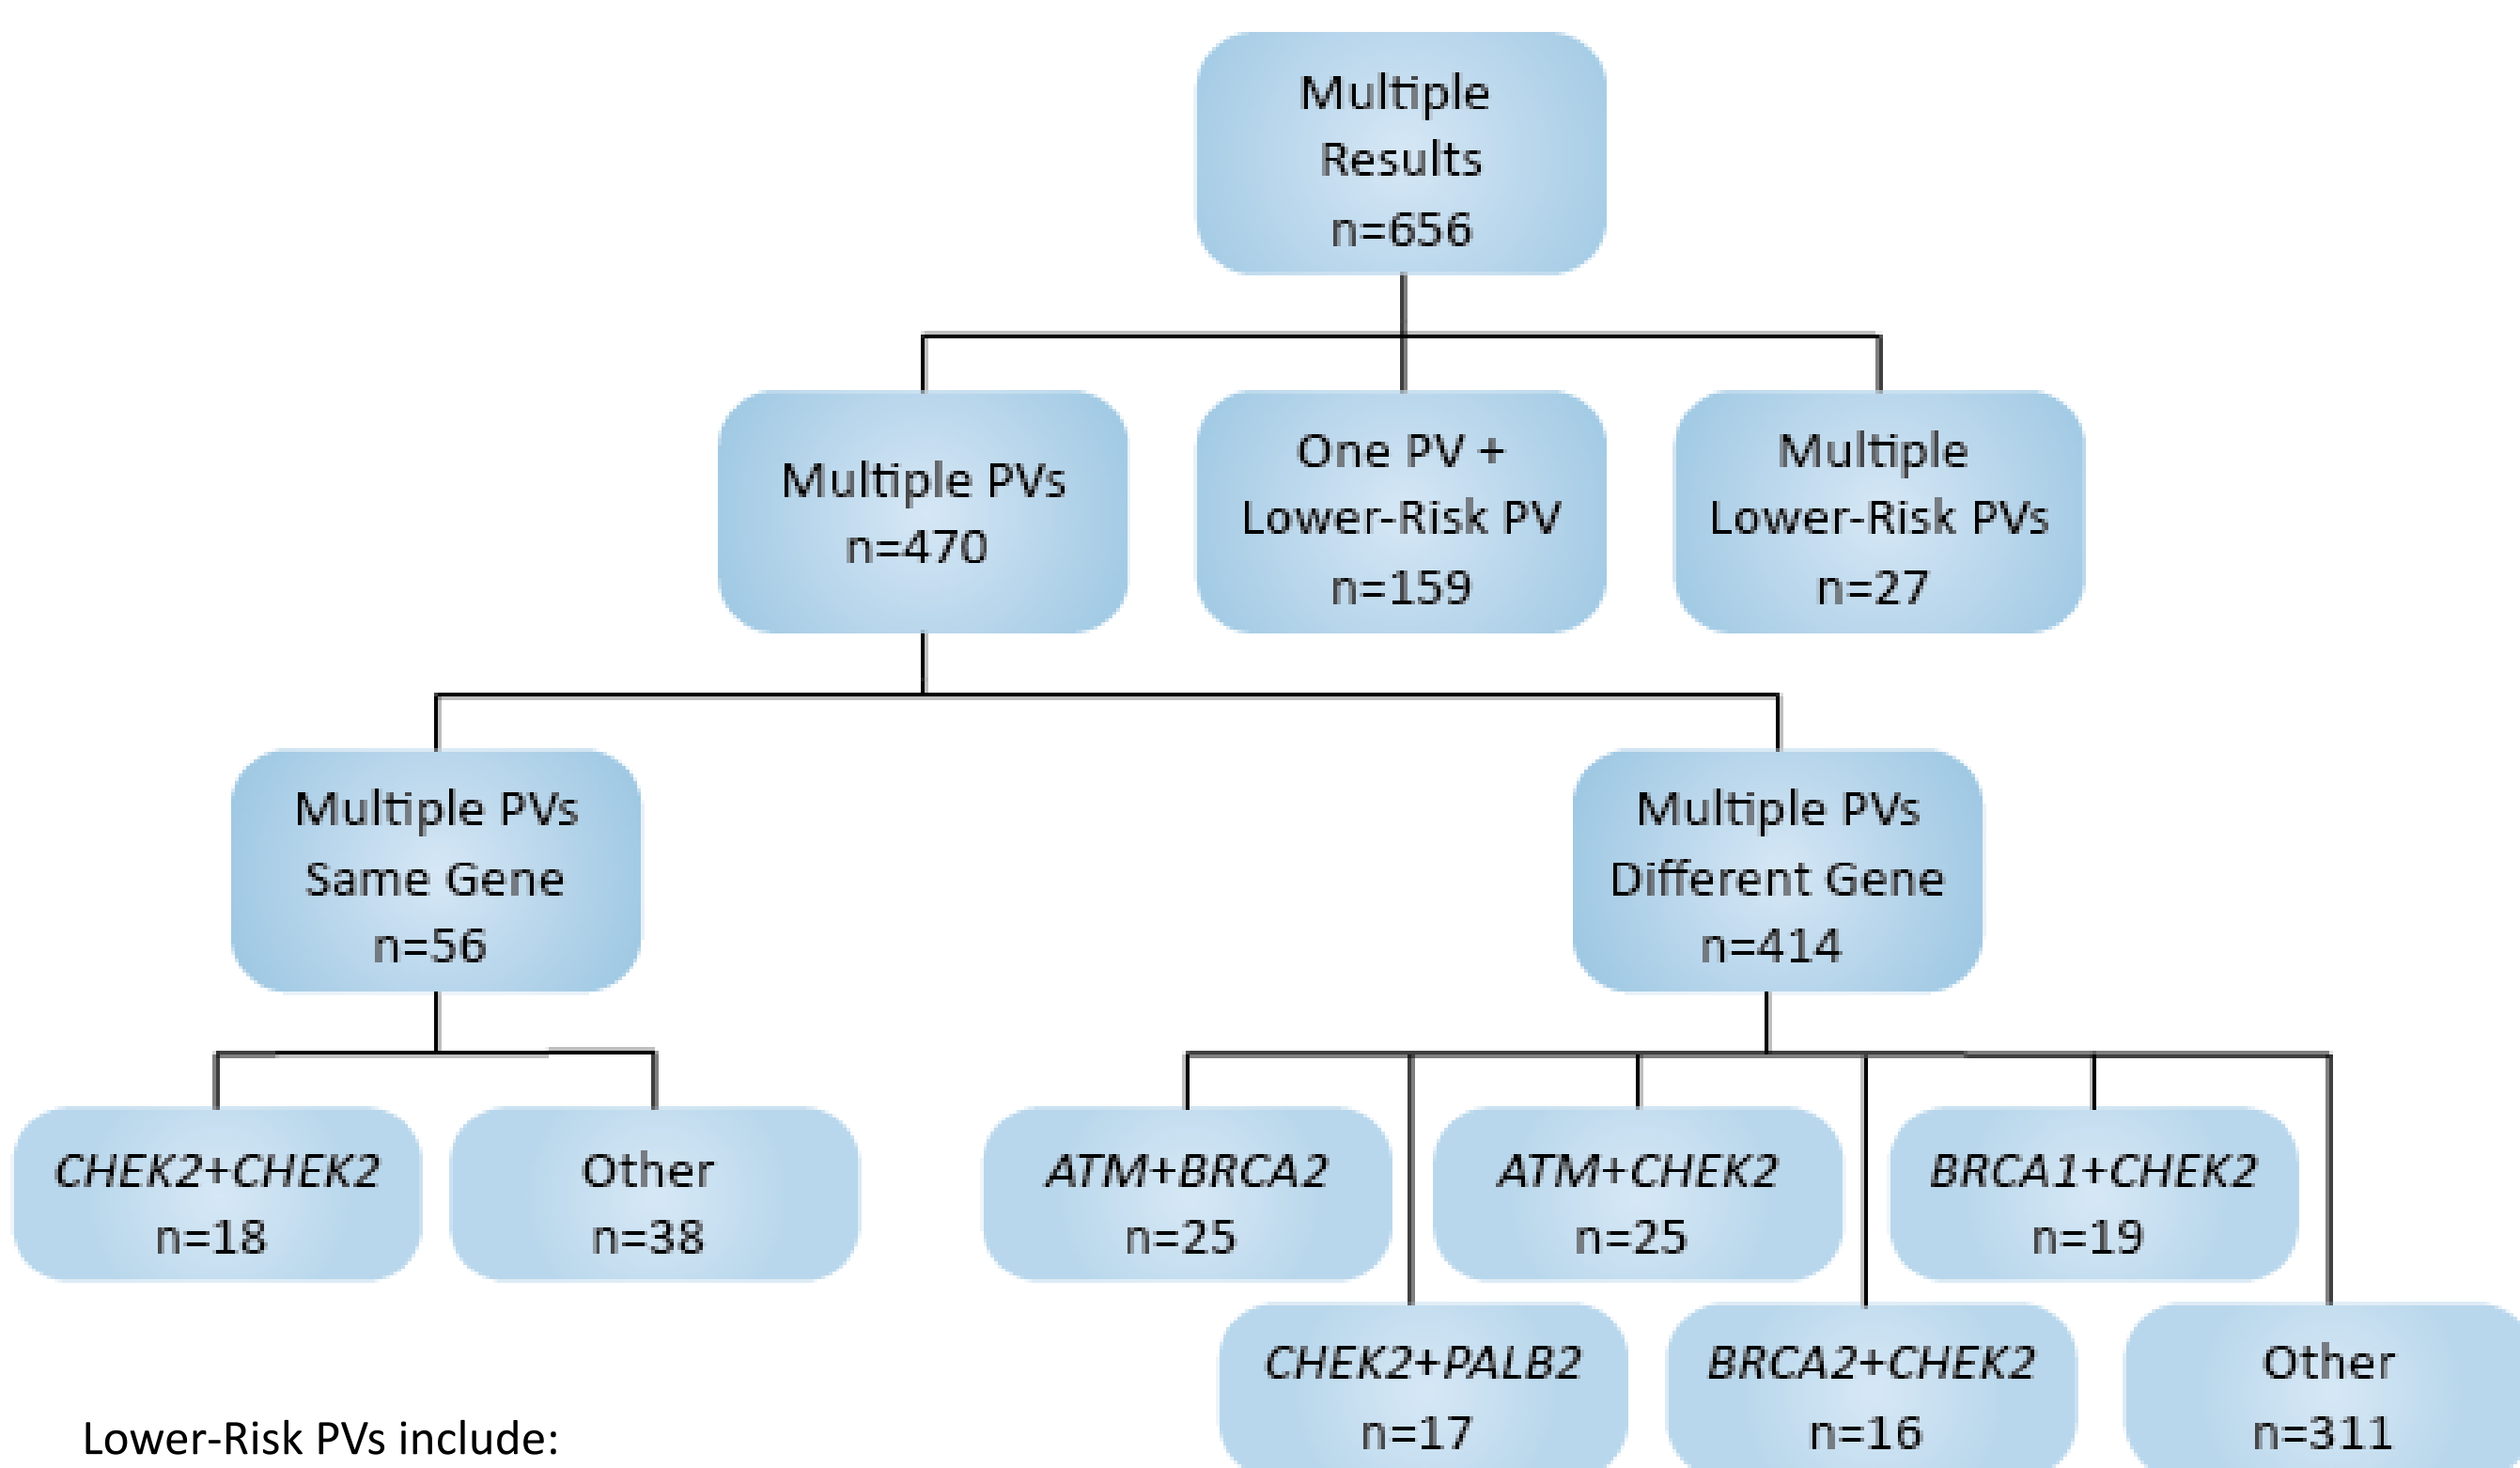 Multiple
Results
n=656
Multiple PVs
n=470
One PV +
Lower-Risk PV
n=159
Multiple
Lower-Risk PVs
n=27
Multiple PVs
Same Gene
n=56
Multiple PVs
Different Gene
n=414
CHEK2+CHEK2
n=18
Other
n=38
ATM+BRCA2
n=25
ATM+CHEK2
n=25
BRCA1+CHEK2
n=19
CHEK2+PALB2
n=17
BRCA2+CHEK2
n=16
Other
n=311
Lower-Risk PVs include: